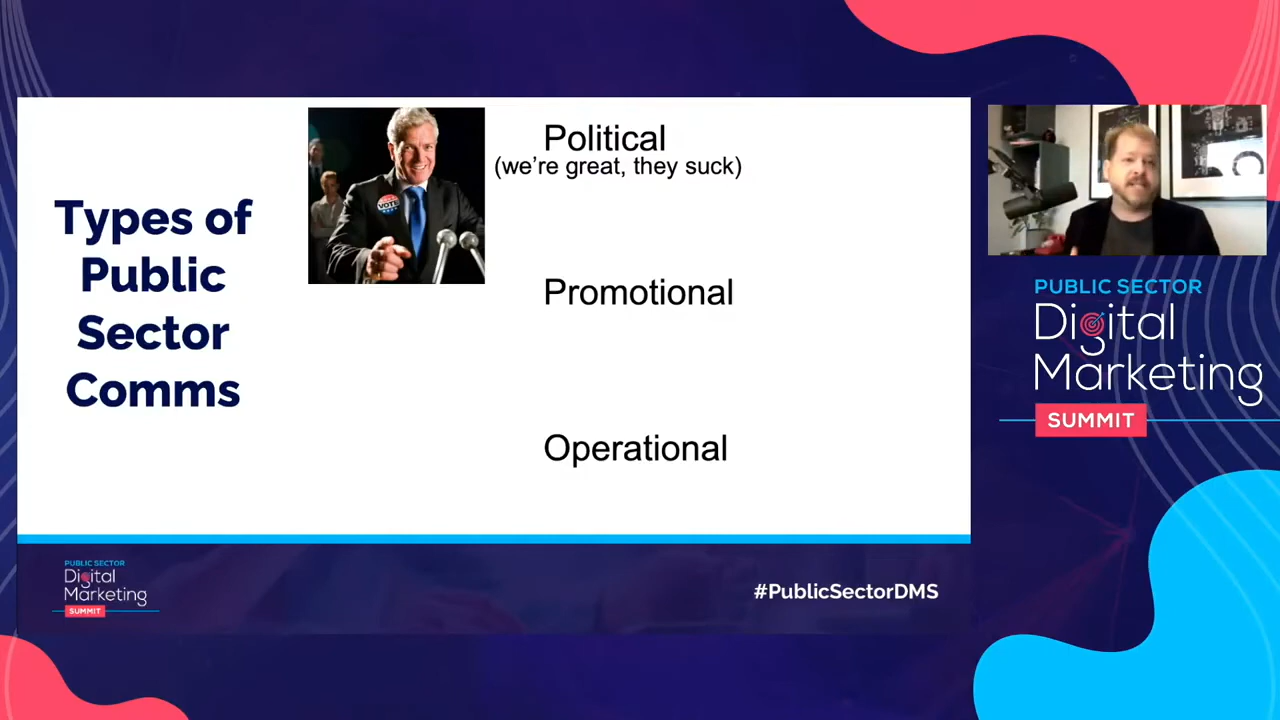 Types of
Public
Sector
Comms
VOTE
Political
(we're great, they suck)
Promotional
Operational
PUBLIC SECTOR
Digital
Marketing
SUMMIT
#PublicSectorDMS
PUBLIC SECTOR
Digital
Marketing
SUMMIT